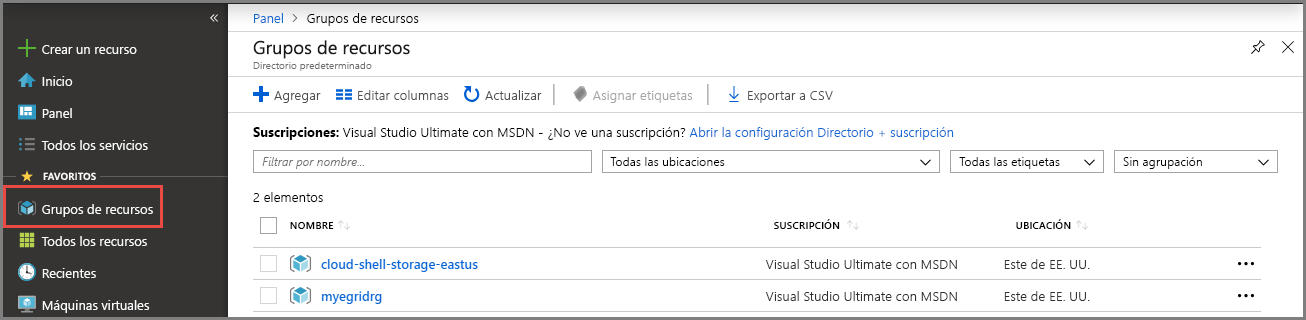 «
Crear un recurso
Inicio
Panel
Todos los servicios
FAVORITOS
Grupos de recursos
Todos los recursos
Recientes
Máquinas virtuales
Panel > Grupos de recursos
Grupos de recursos
Directorio predeterminado
Agregar Editar columnas Actualizar Asignar etiquetas Exportar a CSV
Suscripciones: Visual Studio Ultimate con MSDN - ¿No ve una suscripción? Abrir la configuración Directorio + suscripción
Filtrar por nombre... Todas las ubicaciones Todas las etiquetas Sin agrupación
2 elementos
NOMBRE SUSCRIPCIÓN UBICACIÓN
cloud-shell-storage-eastus Visual Studio Ultimate con MSDN Este de EE. UU.
myegridrg Visual Studio Ultimate con MSDN Este de EE. UU.